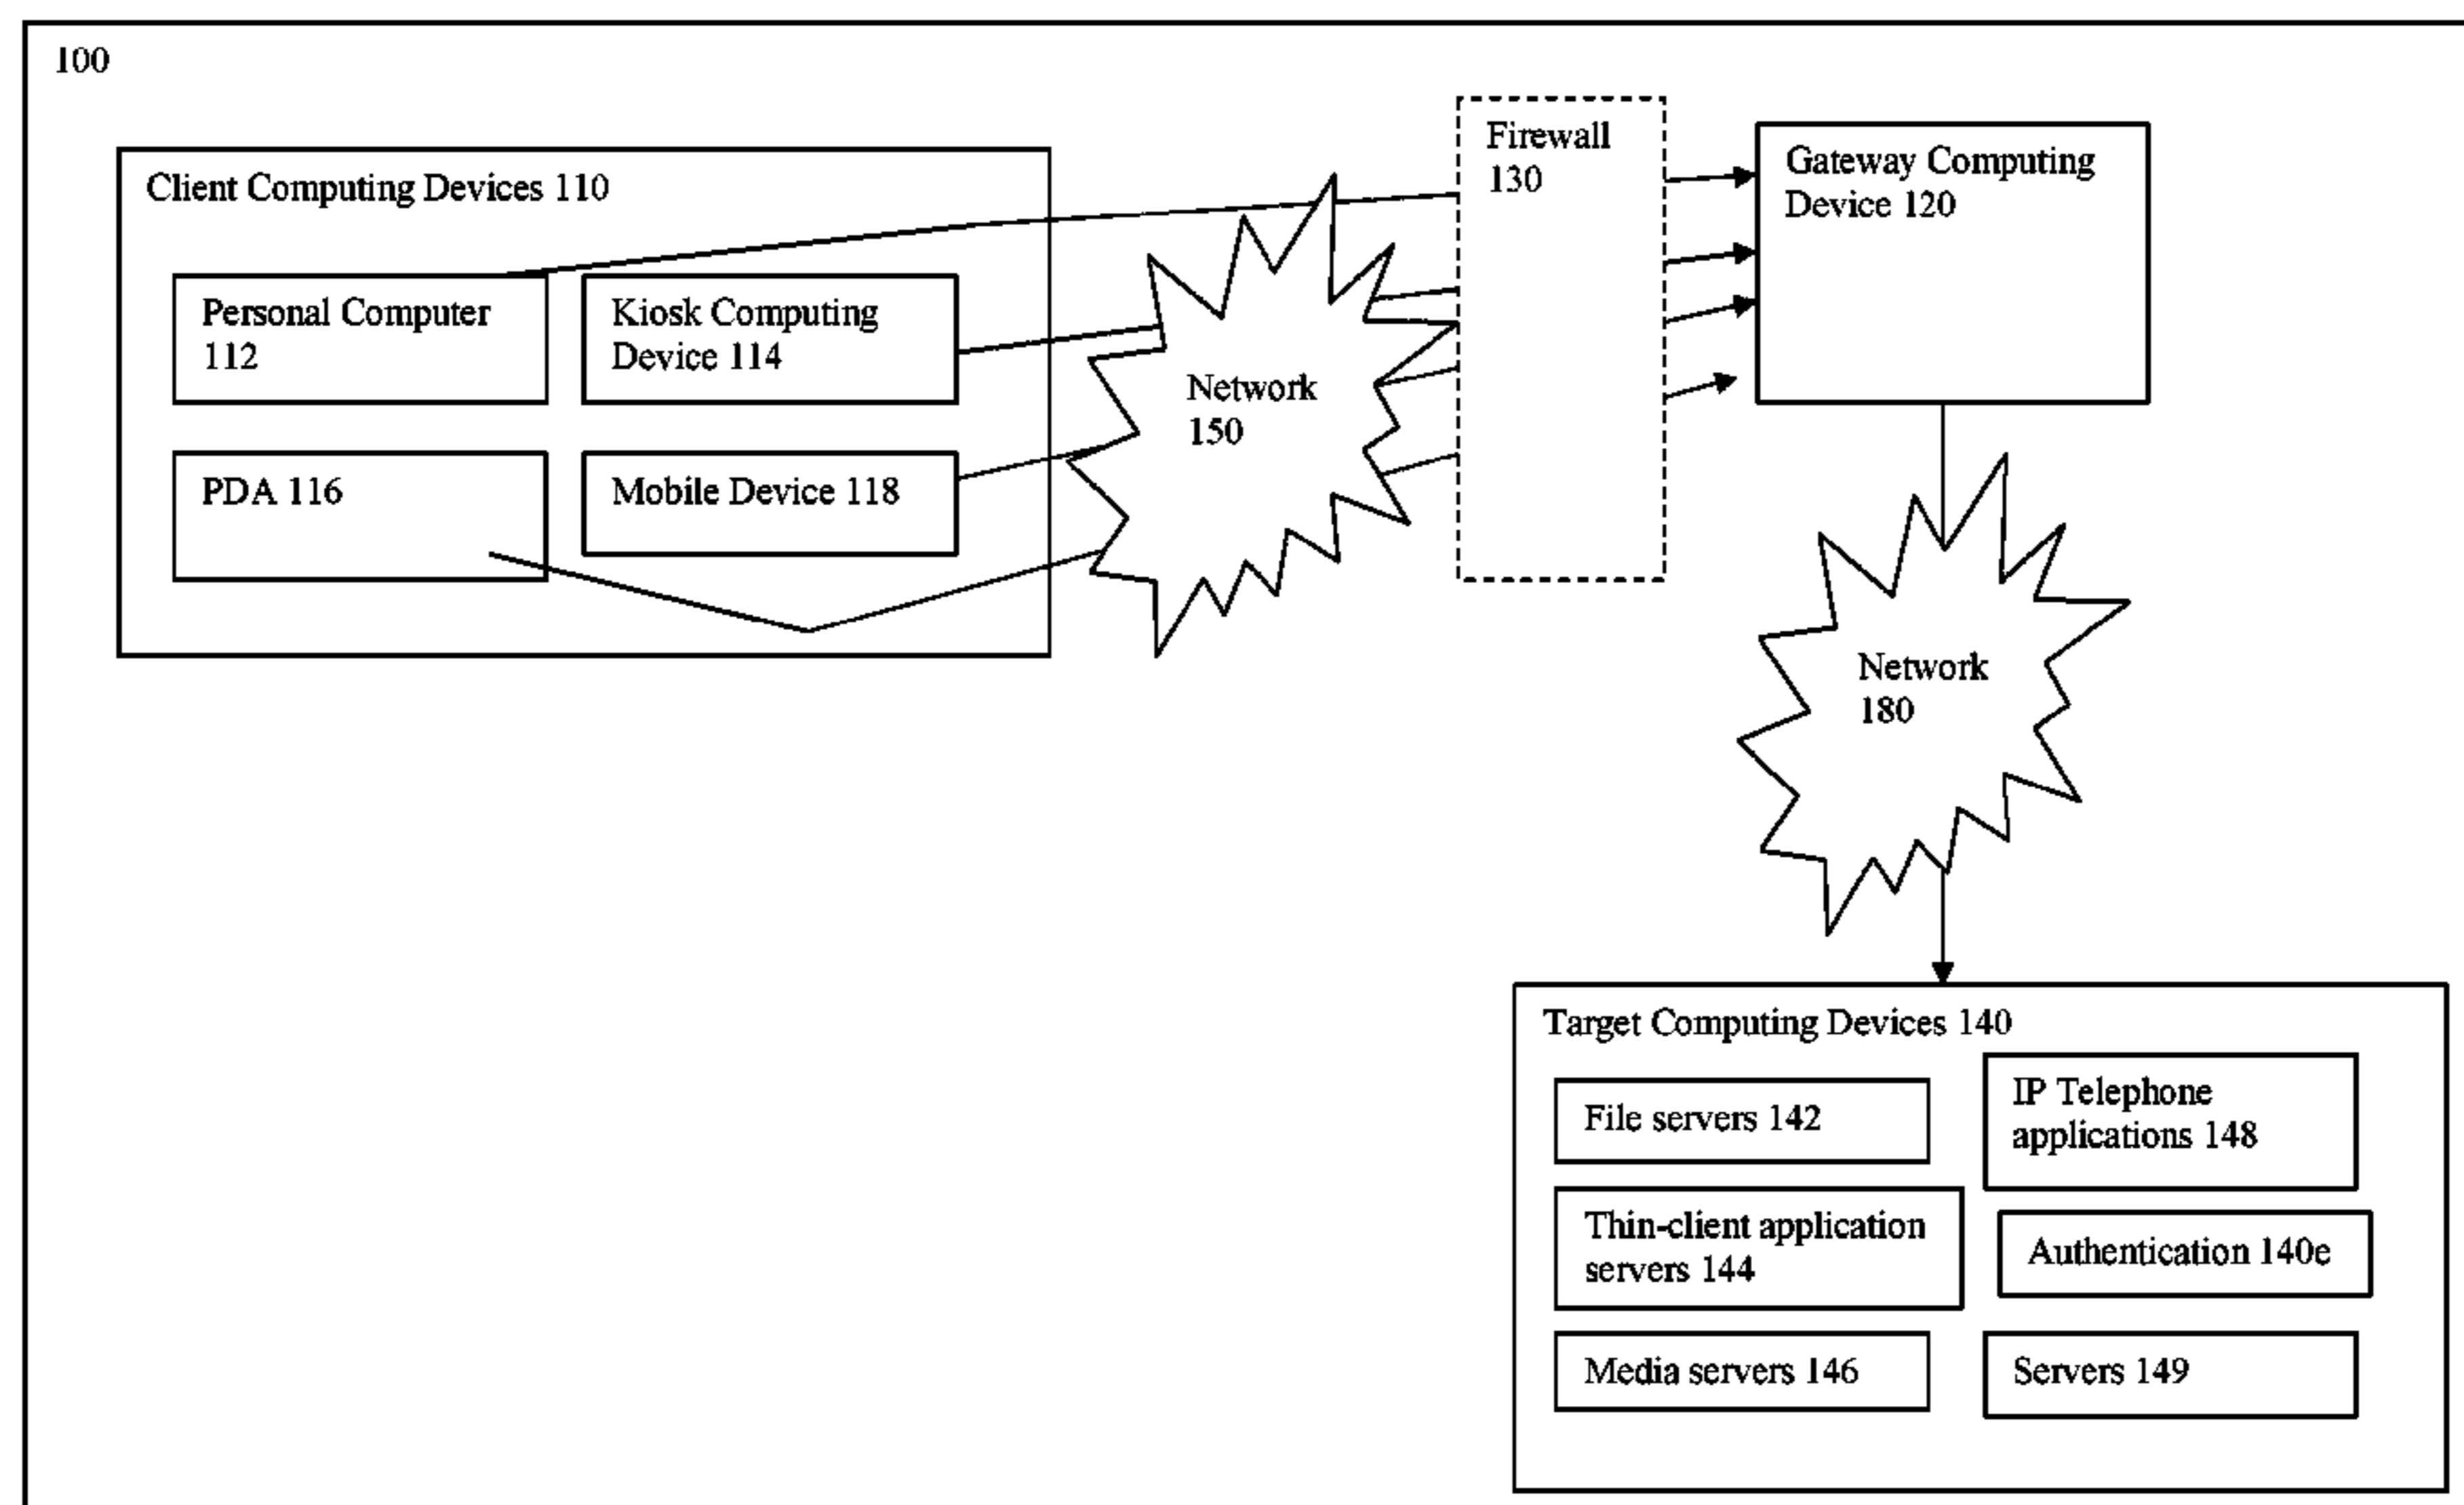 100
Client Computing Devices 110
Personal Computer
112
Kiosk Computing
Device 114
PDA 116
Mobile Device 118
Network
150
Firewall
130
Gateway Computing
Device 120
Network
180
Target Computing Devices 140
File servers 142
IP Telephone
applications 148
Thin-client application
servers 144
Authentication 140e
Media servers 146
Servers 149